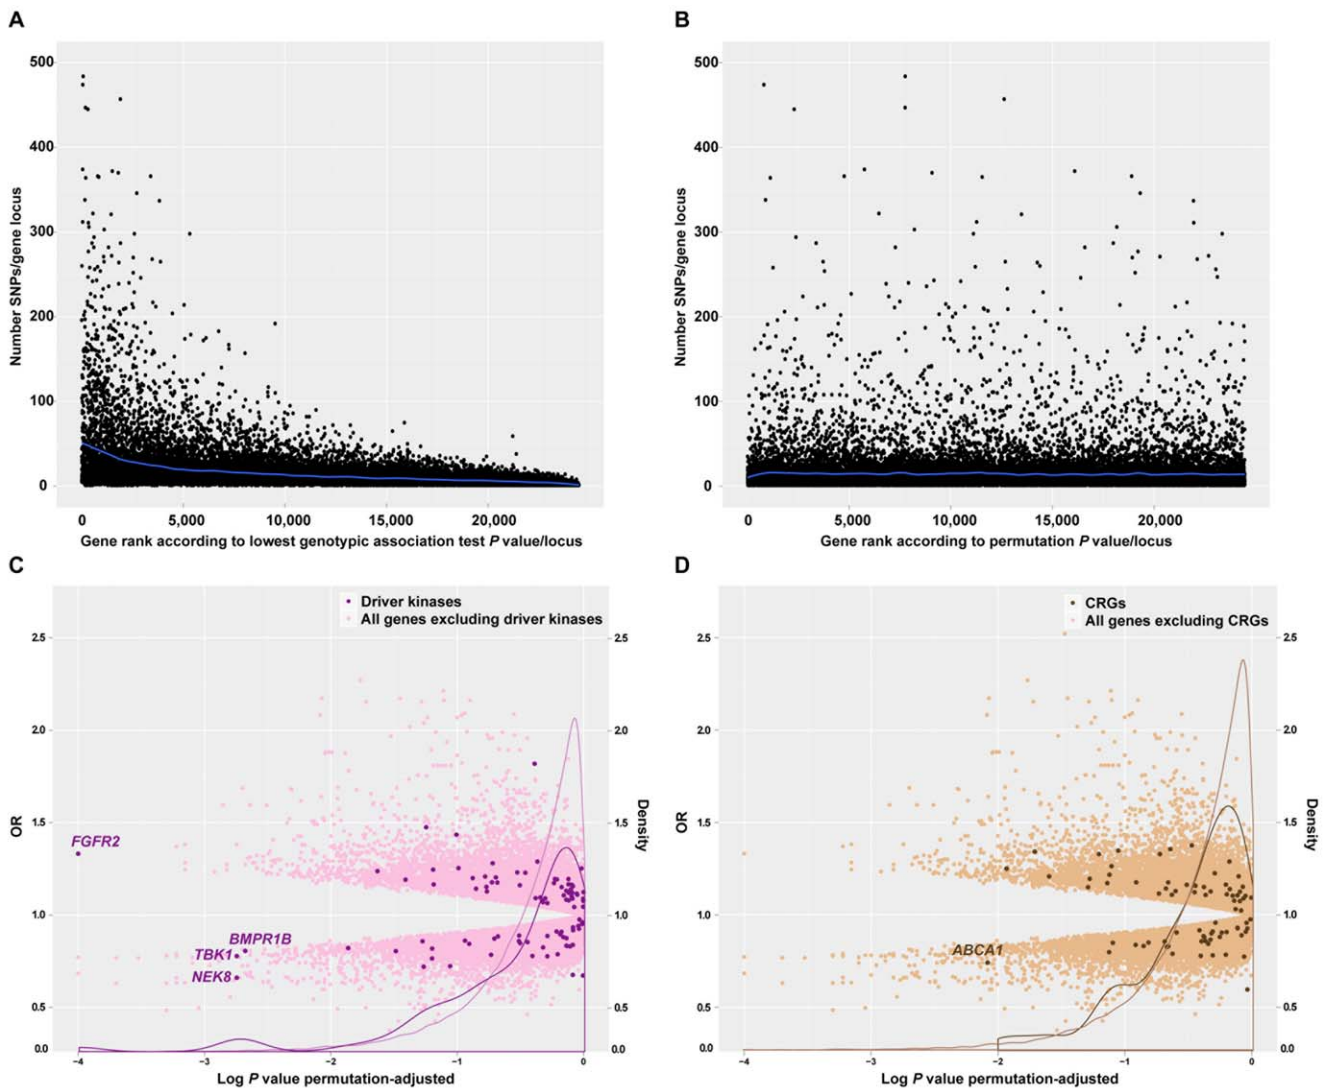 A
500
400
300
200
100
0
Number SNPs/gene locus
0 5,000 10,000 15,000 20,000
Gene rank according to lowest genotypic association test P value/locus
B
500
400
300
200
100
0
Number SNPs/gene locus
0 5,000 10,000 15,000 20,000
Gene rank according to permutation P value/locus
C
Driver kinases
All genes excluding driver kinases
2.5
2.0
1.5
1.0
0.5
0.0
OR
2.5
2.0
1.5
1.0
0.5
0.0
Density
FGFR2
BMPR1B
TBK1
NEK8
−4 −3 −2 −1 0
Log P value permutation-adjusted
D
CRGs
All genes excluding CRGs
2.5
2.0
1.5
1.0
0.5
0.0
OR
2.5
2.0
1.5
1.0
0.5
0.0
Density
ABCA1
−4 −3 −2 −1 0
Log P value permutation-adjusted